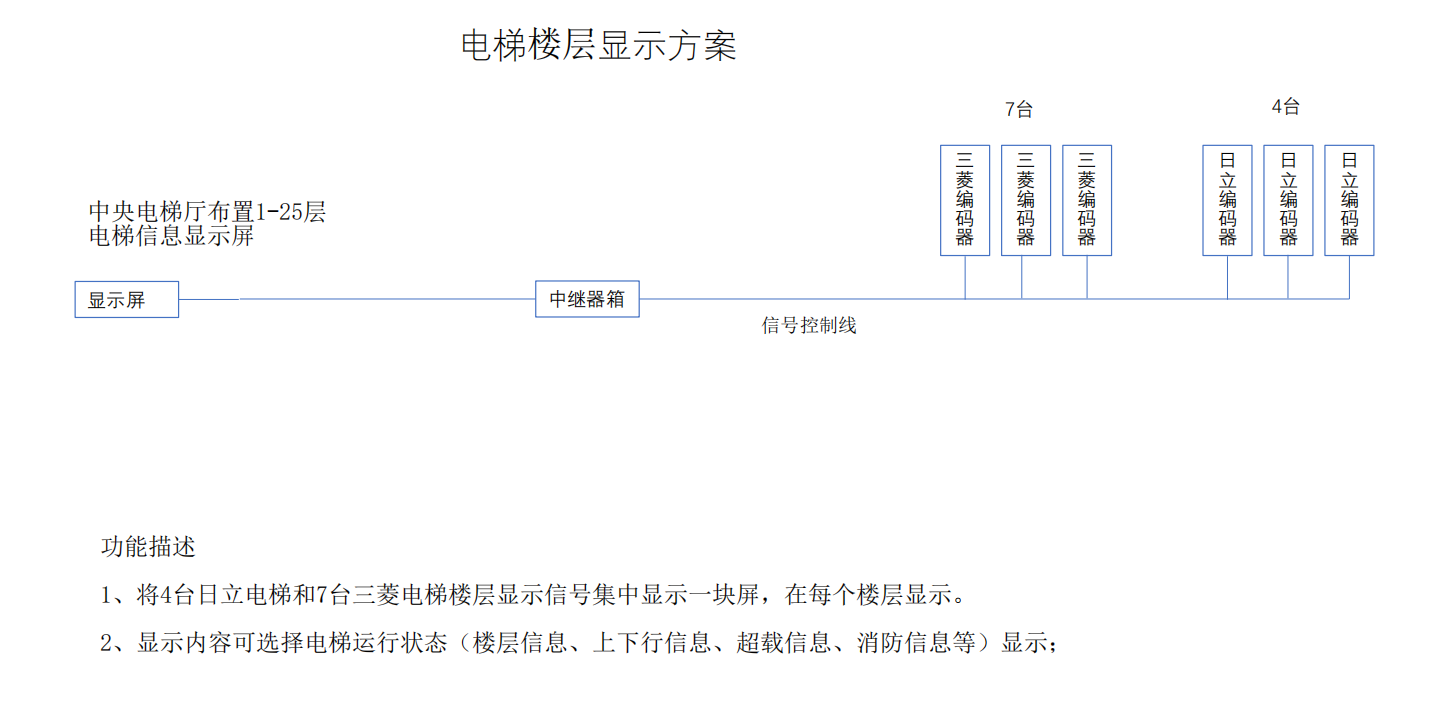 电梯楼层显示方案
7台
4台
三菱编码器
三菱编码器
三菱编码器
日立编码器
日立编码器
日立编码器
中央电梯厅布置1-25层
电梯信息显示屏
显示屏
中继器箱
信号控制线
功能描述
1、将4台日立电梯和7台三菱电梯楼层显示信号集中显示一块屏，在每个楼层显示。
2、显示内容可选择电梯运行状态（楼层信息、上下行信息、超载信息、消防信息等）显示；